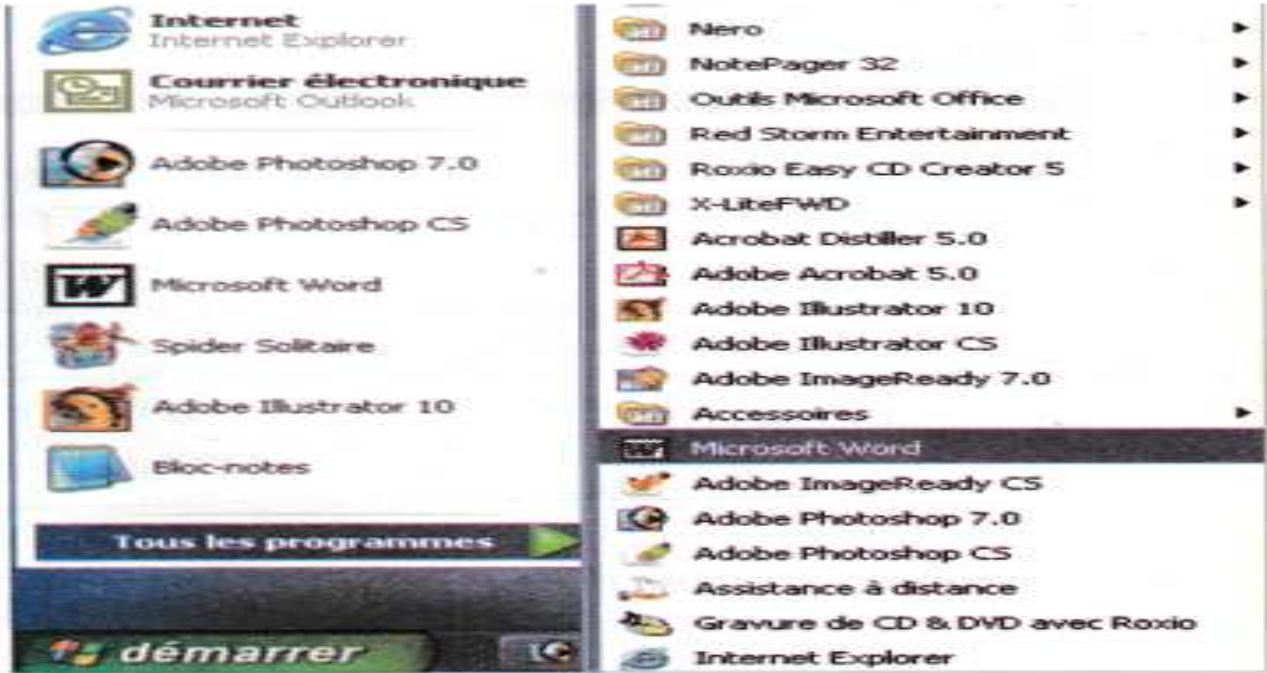 Internet
Internet Explorer
Courrier électronique
Microsoft Outlook
Adobe Photoshop 7.0
Adobe Photoshop CS
Microsoft Word
Spider Solitaire
Adobe Illustrator 10
Bloc-notes
Tous les programmes
démarrer
Nero
NotePager 32
Outils Microsoft Office
Red Storm Entertainment
Roxio Easy CD Creator 5
X-LiteFWD
Acrobat Distiller 5.0
Adobe Acrobat 5.0
Adobe Illustrator 10
Adobe Illustrator CS
Adobe ImageReady 7.0
Accessoires
Microsoft Word
Adobe ImageReady CS
Adobe Photoshop 7.0
Adobe Photoshop CS
Assistance à distance
Gravure de CD & DVD avec Roxio
Internet Explorer